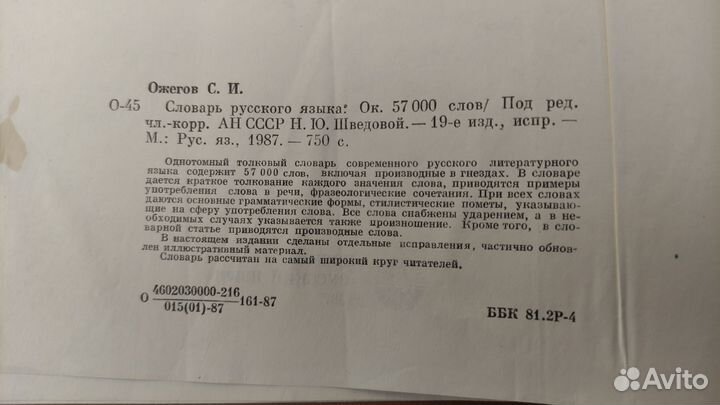 Ожегов С. И.
О-45 Словарь русского языка: Ок. 57 000 слов/ Под ред.
чл.-корр. АН СССР Н. Ю. Шведовой. — 19-е изд., испр. —
М.: Рус. яз., 1987. — 750 с.
Однотомный толковый словарь современного русского литературного
языка содержит 57 000 слов, включая производные в гнездах. В словаре
дается краткое толкование каждого значения слова, приводятся примеры
употребления слова в речи, фразеологические сочетания. При всех словах
даются основные грамматические формы, стилистические пометы, указываю-
щие на сферу употребления слова. Все слова снабжены ударением, а в не-
обходимых случаях указывается также произношение. Кроме того, в сло-
варной статье приводятся производные слова.
В настоящем издании сделаны отдельные исправления, частично обнов-
лен иллюстративный материал.
Словарь рассчитан на самый широкий круг читателей.
О 4602030000-216
015(01)-87 161-87
ББК 81.2Р-4
Avito